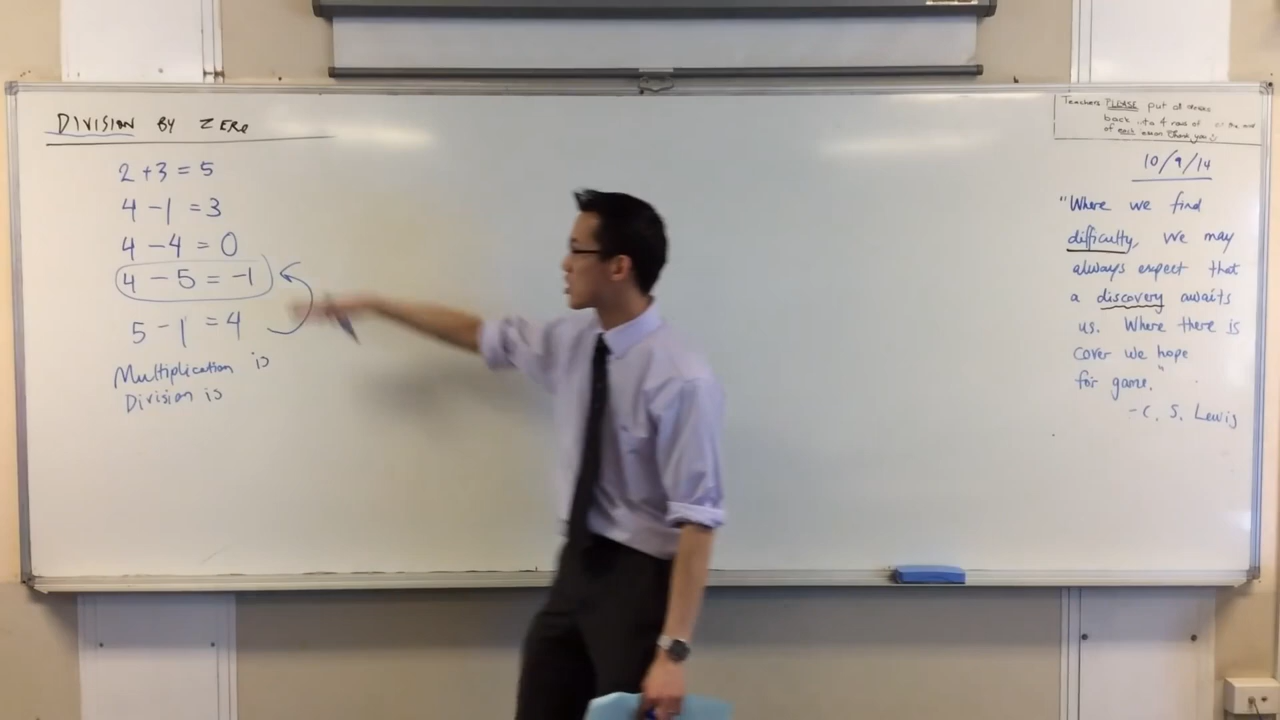 DIVISION BY ZERO
2 + 3 = 5
4 - 1 = 3
4 - 4 = 0
4 - 5 = -1
5 - 1 = 4
Multiplication is
Division is
Teachers PLEASE put
back into 4 rows of
of each lesson Thank you
10/9/14
"Where we find
difficulty, we may
always expect that
a discovery awaits
us. Where there is
cover we hope
for game."
- C. S. Lewis